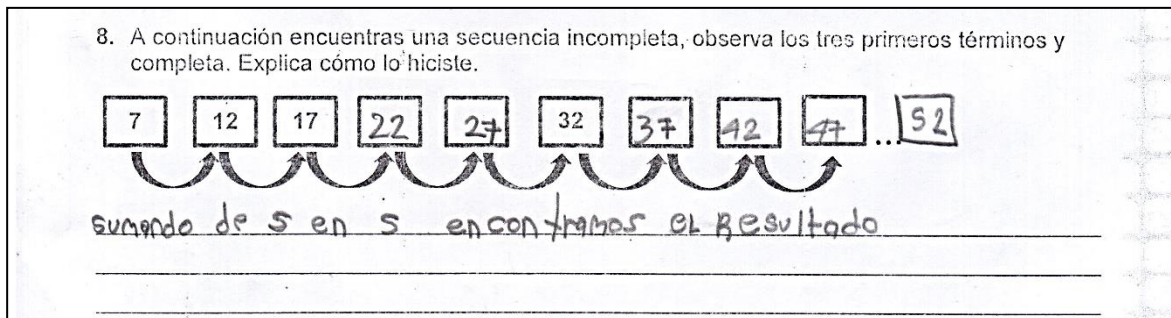 8. A continuación encuentras una secuencia incompleta, observa los tres primeros términos y
completa. Explica cómo lo hiciste.
7 12 17 22 27 32 37 42 47 ... 52
sumando de 5 en 5 encontramos el Resultado